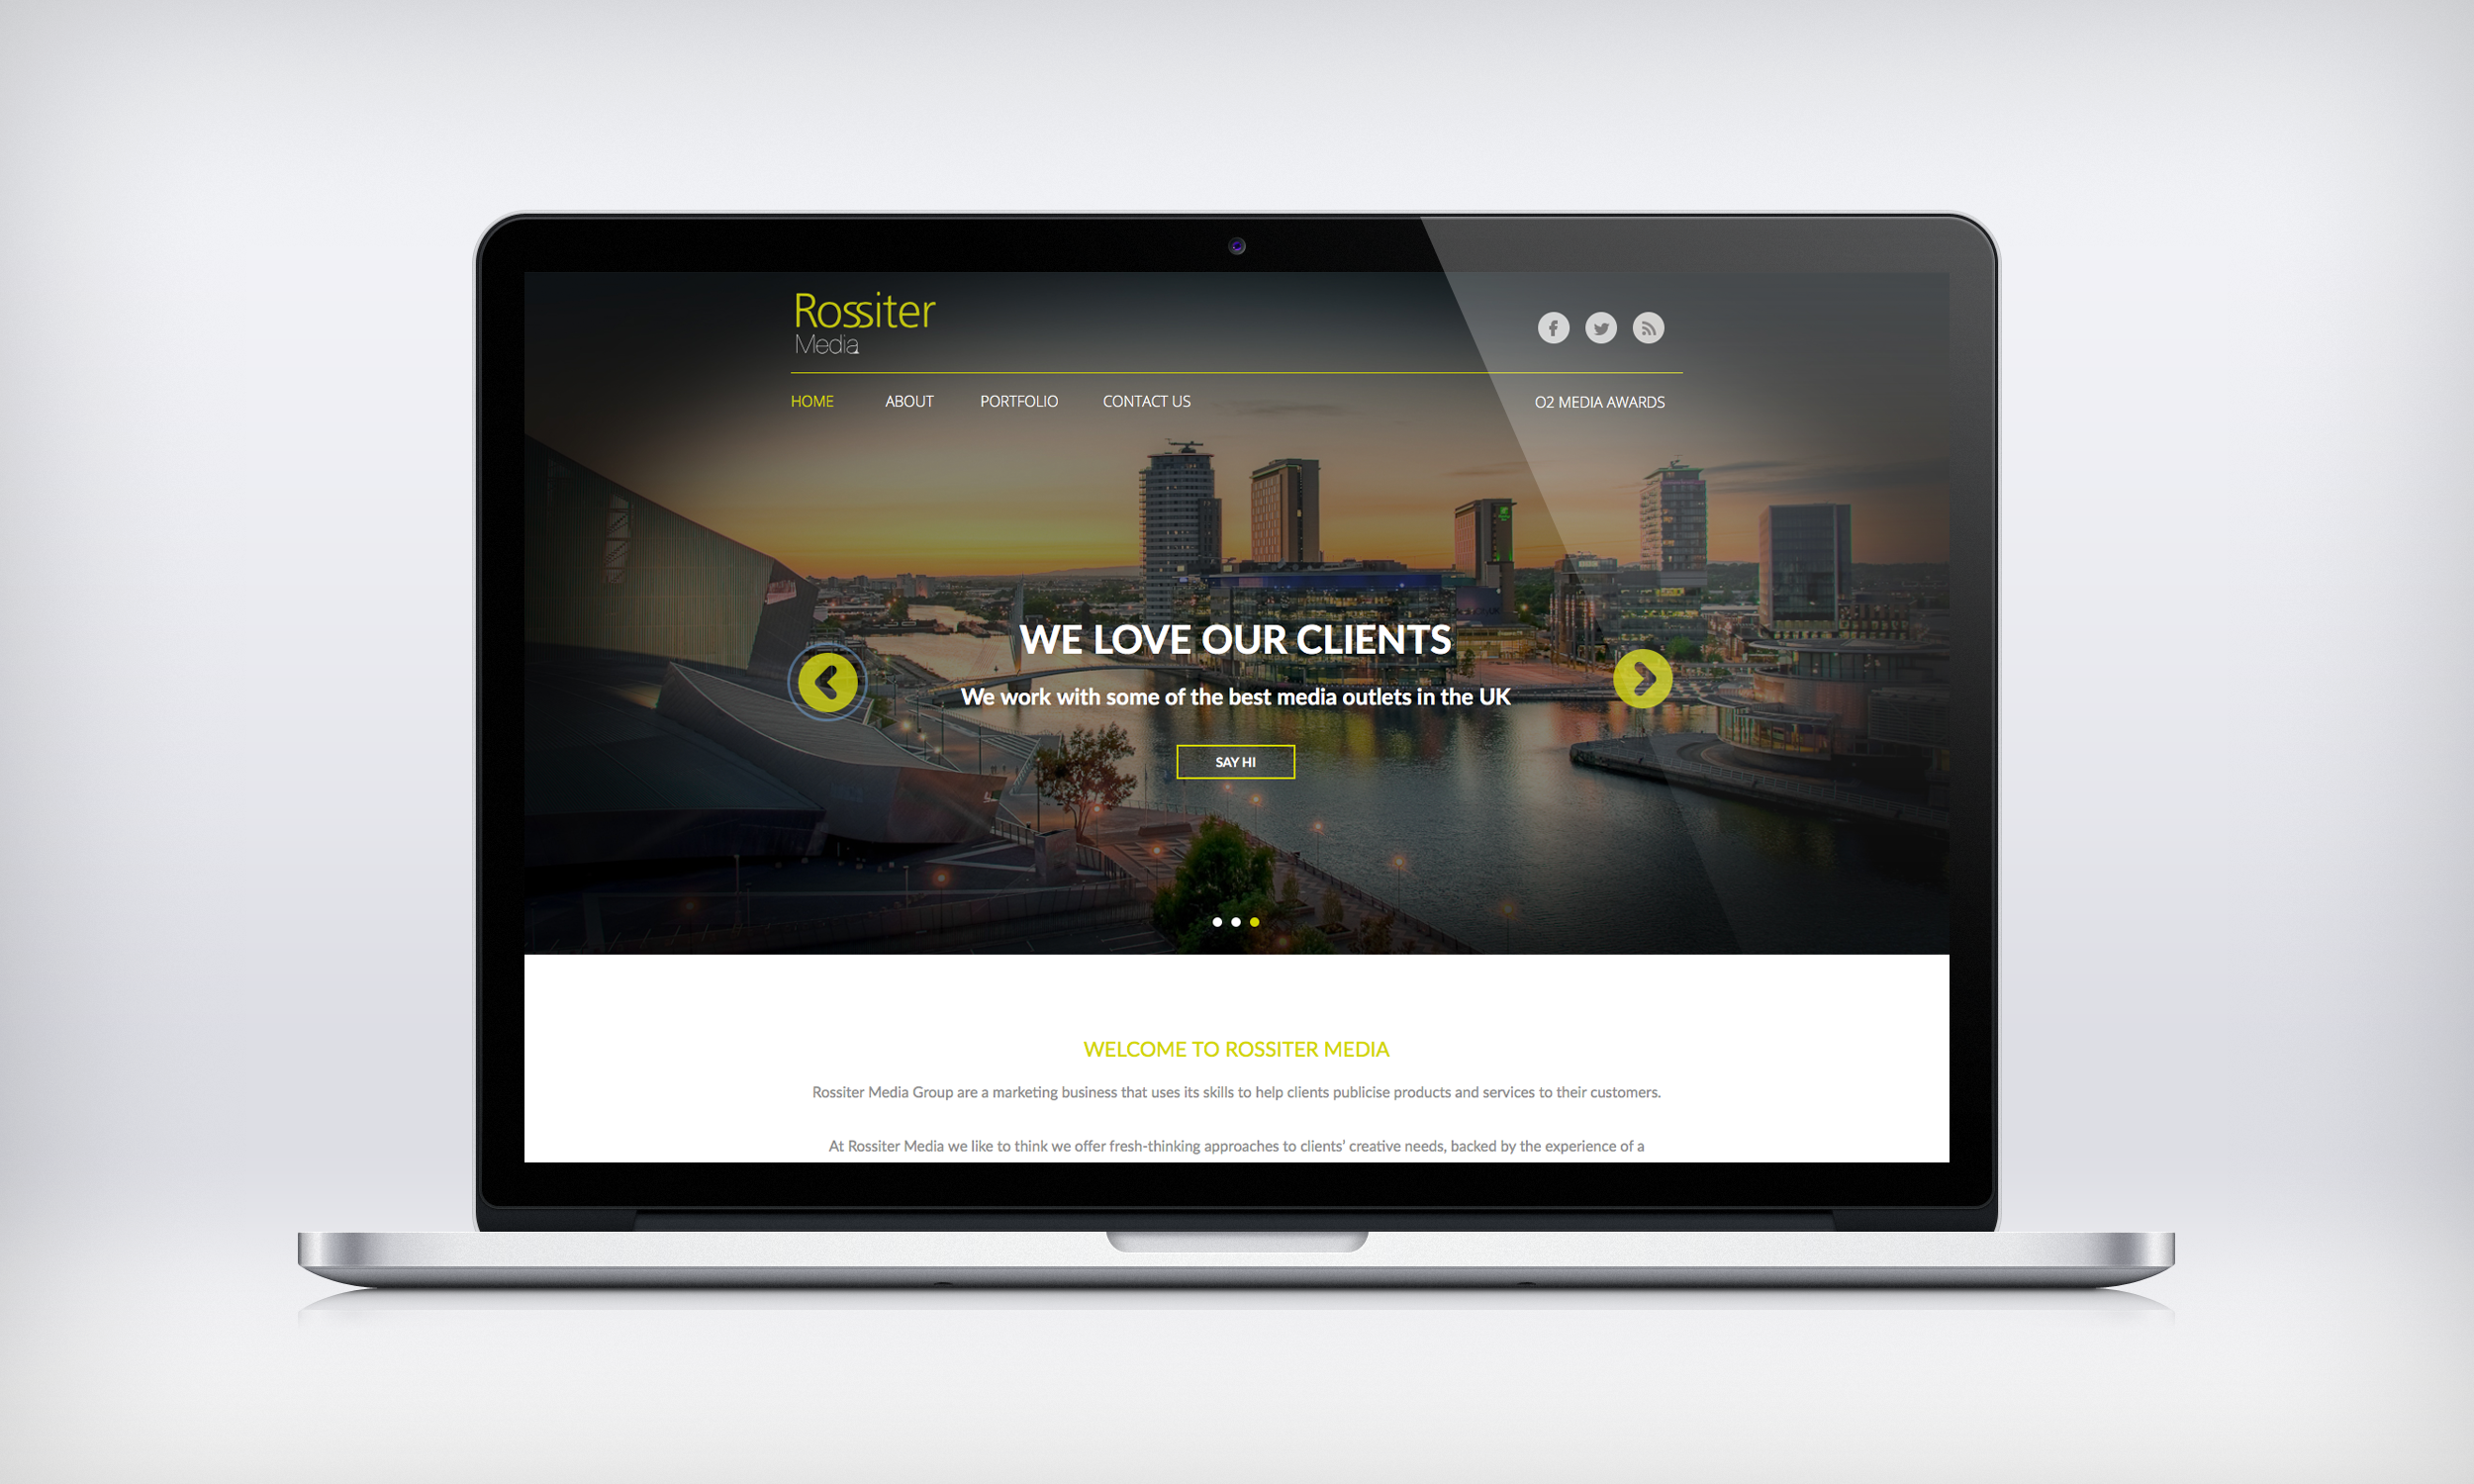 Rossiter
Media
HOME ABOUT PORTFOLIO CONTACT US O2 MEDIA AWARDS
WE LOVE OUR CLIENTS
We work with some of the best media outlets in the UK
SAY HI
WELCOME TO ROSSITER MEDIA
Rossiter Media Group are a marketing business that uses its skills to help clients publicise products and services to their customers.
At Rossiter Media we like to think we offer fresh-thinking approaches to clients' creative needs, backed by the experience of a